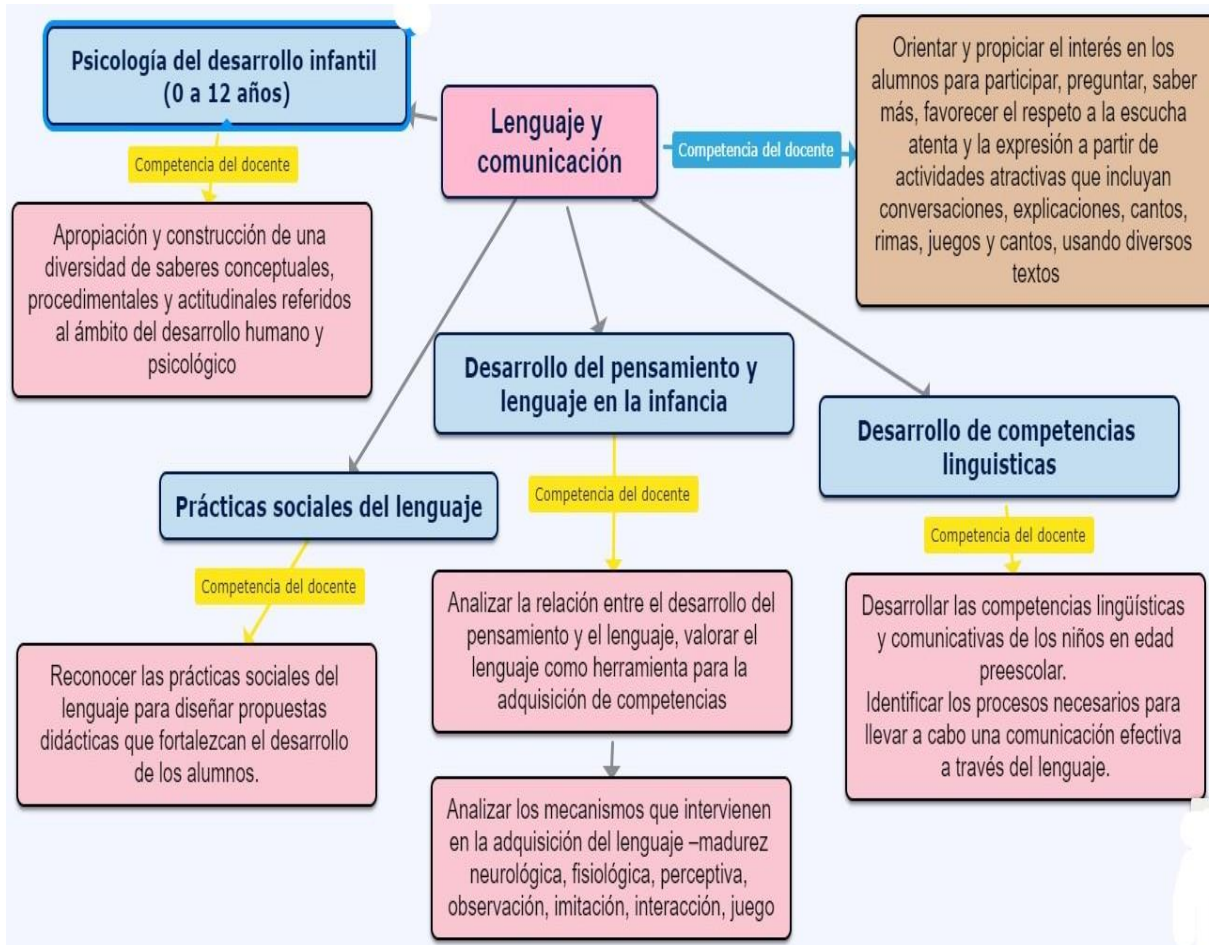 Psicología del desarrollo infantil
(0 a 12 años)
Competencia del docente
Apropiación y construcción de una
diversidad de saberes conceptuales,
procedimentales y actitudinales referidos
al ámbito del desarrollo humano y
psicológico
Lenguaje y
comunicación
Competencia del docente
Orientar y propiciar el interés en los
alumnos para participar, preguntar, saber
más, favorecer el respeto a la escucha
atenta y la expresión a partir de
actividades atractivas que incluyan
conversaciones, explicaciones, cantos,
rimas, juegos y cantos, usando diversos
textos
Prácticas sociales del lenguaje
Competencia del docente
Reconocer las prácticas sociales del
lenguaje para diseñar propuestas
didácticas que fortalezcan el desarrollo
de los alumnos.
Desarrollo del pensamiento y
lenguaje en la infancia
Competencia del docente
Analizar la relación entre el desarrollo del
pensamiento y el lenguaje, valorar el
lenguaje como herramienta para la
adquisición de competencias
Analizar los mecanismos que intervienen
en la adquisición del lenguaje –madurez
neurológica, fisiológica, perceptiva,
observación, imitación, interacción, juego
Desarrollo de competencias
linguisticas
Competencia del docente
Desarrollar las competencias lingüísticas
y comunicativas de los niños en edad
preescolar.
Identificar los procesos necesarios para
llevar a cabo una comunicación efectiva
a través del lenguaje.